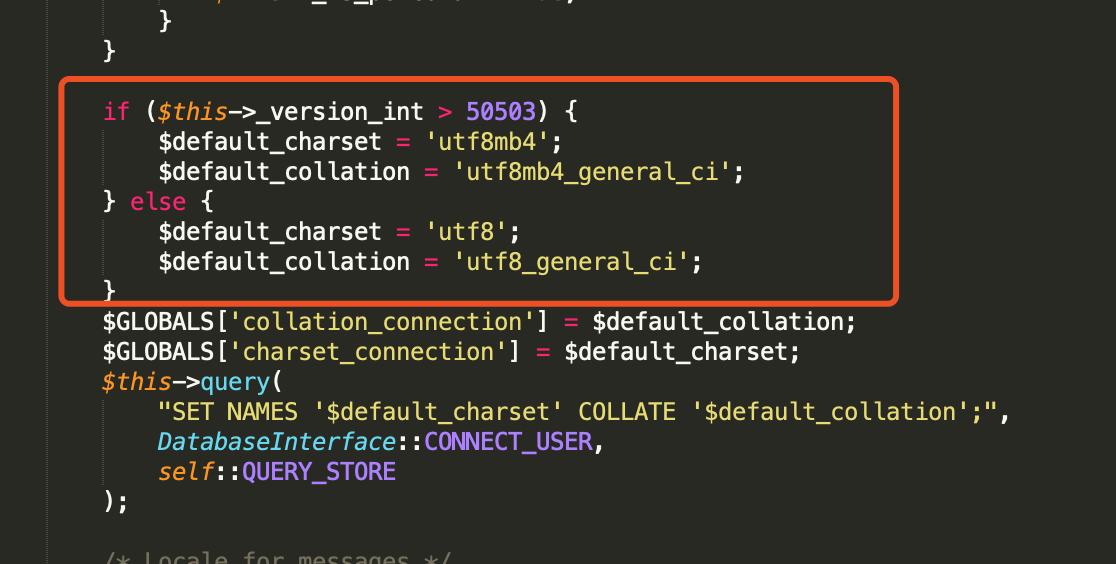 }
}
if ($this->_version_int > 50503) {
$default_charset = 'utf8mb4';
$default_collation = 'utf8mb4_general_ci';
} else {
$default_charset = 'utf8';
$default_collation = 'utf8_general_ci';
}
$GLOBALS['collation_connection'] = $default_collation;
$GLOBALS['charset_connection'] = $default_charset;
$this->query(
"SET NAMES '$default_charset' COLLATE '$default_collation';",
DatabaseInterface::CONNECT_USER,
self::QUERY_STORE
);
/* Locale for messages */